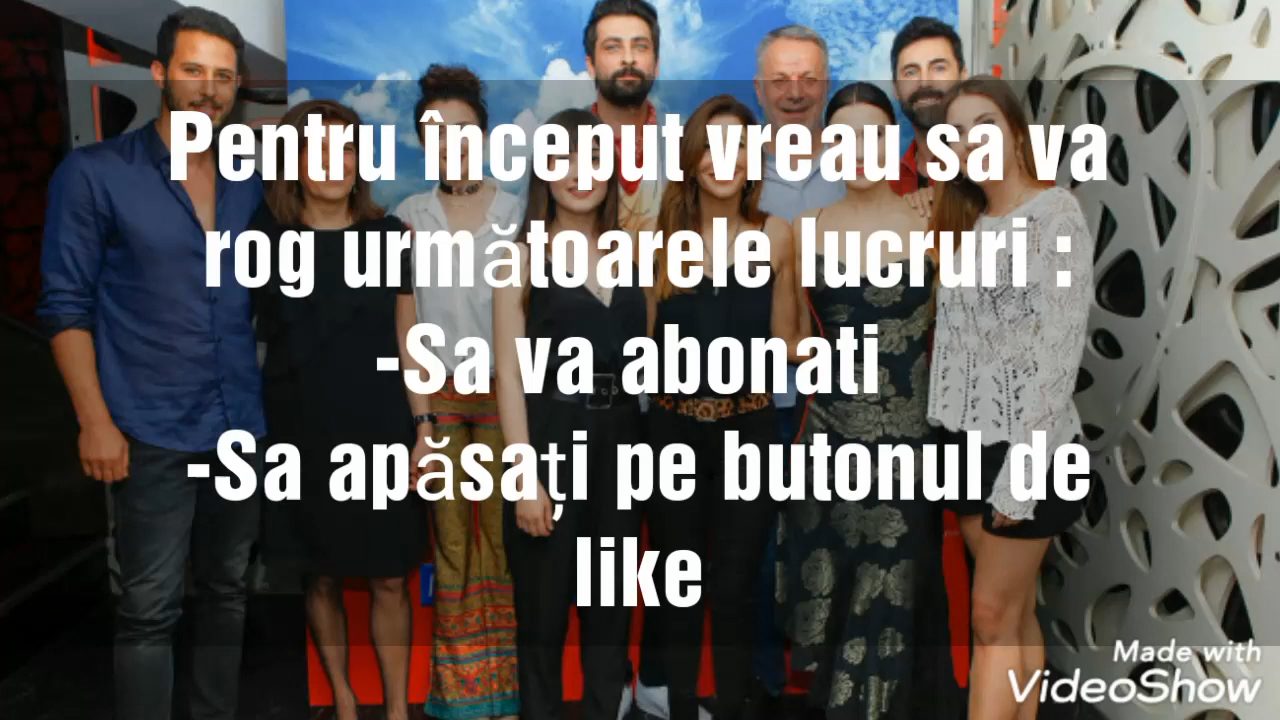 Pentru început vreau sa va
rog următoarele lucruri :
-Sa va abonati
-Sa apăsați pe butonul de
like
Made with
VideoShow